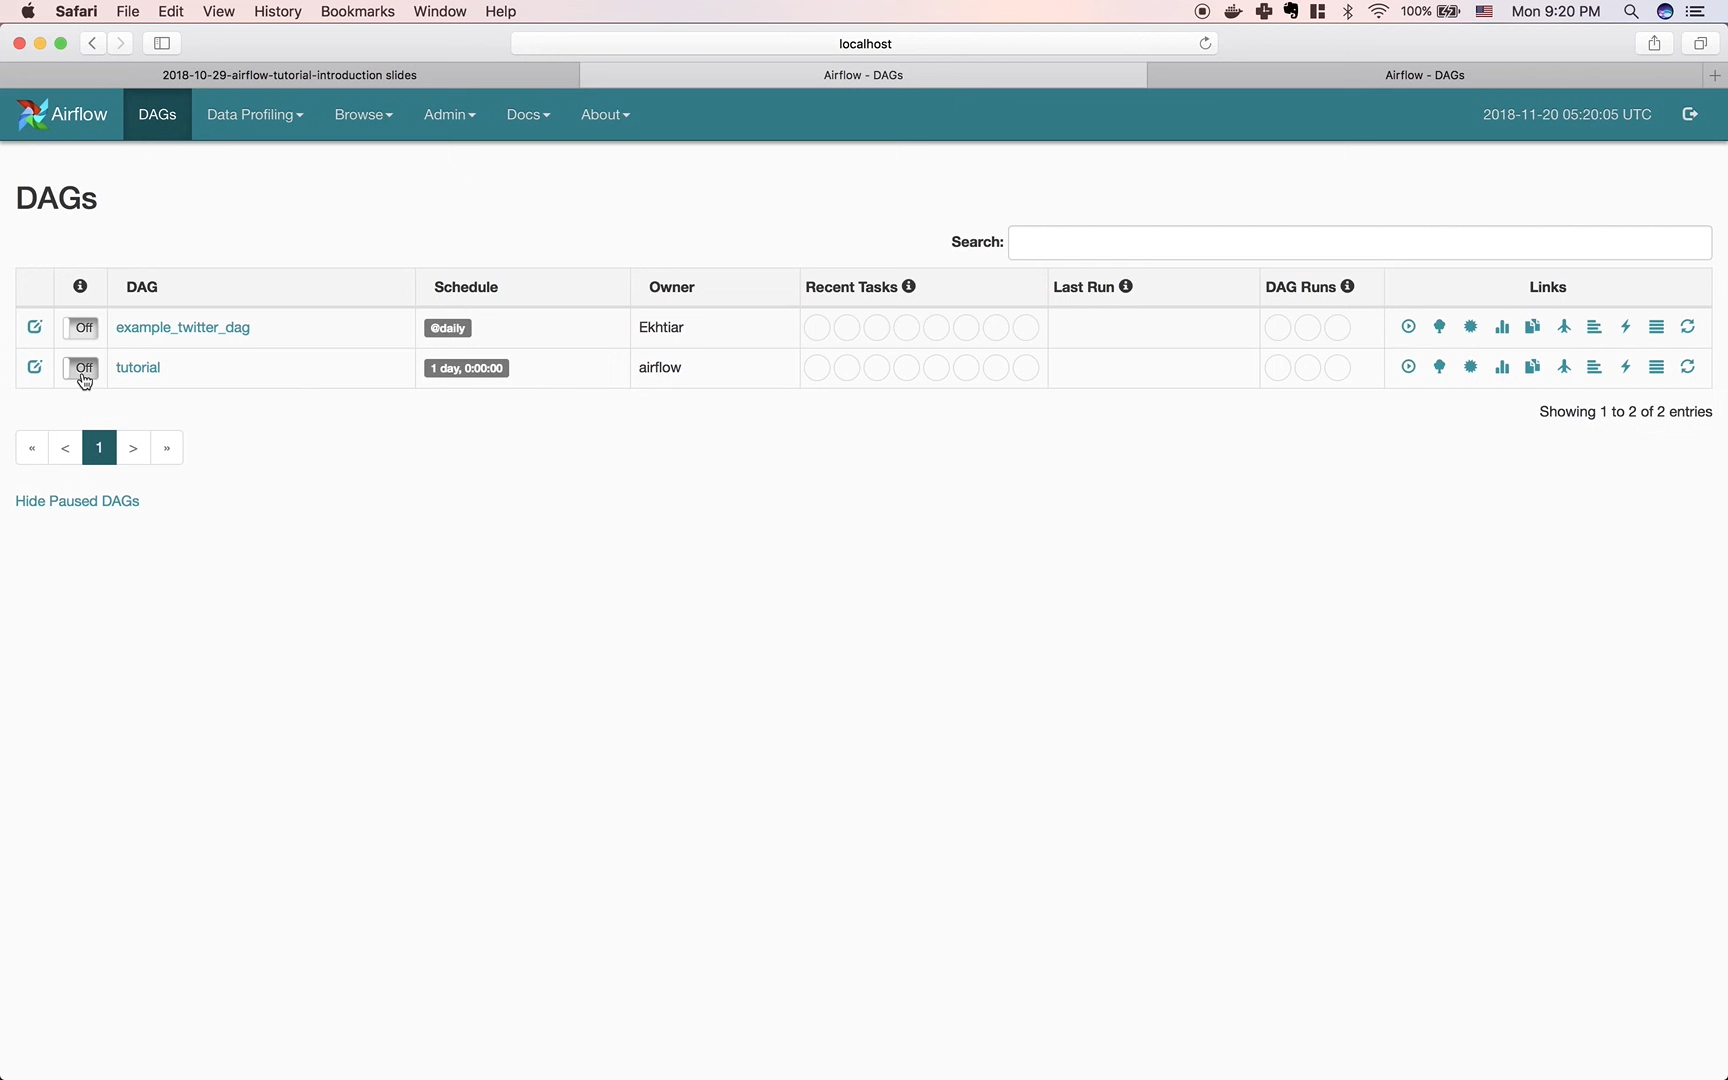 Safari File Edit View History Bookmarks Window Help 100% Mon 9:20 PM
localhost
2018-10-29-airflow-tutorial-introduction slides Airflow - DAGs Airflow - DAGs
Airflow DAGs Data Profiling Browse Admin Docs About 2018-11-20 05:20:05 UTC
DAGs
Search:
DAG Schedule Owner Recent Tasks Last Run DAG Runs Links
Off example_twitter_dag @daily Ekhtiar
Off tutorial 1 day, 0:00:00 airflow
Showing 1 to 2 of 2 entries
« < 1 > »
Hide Paused DAGs